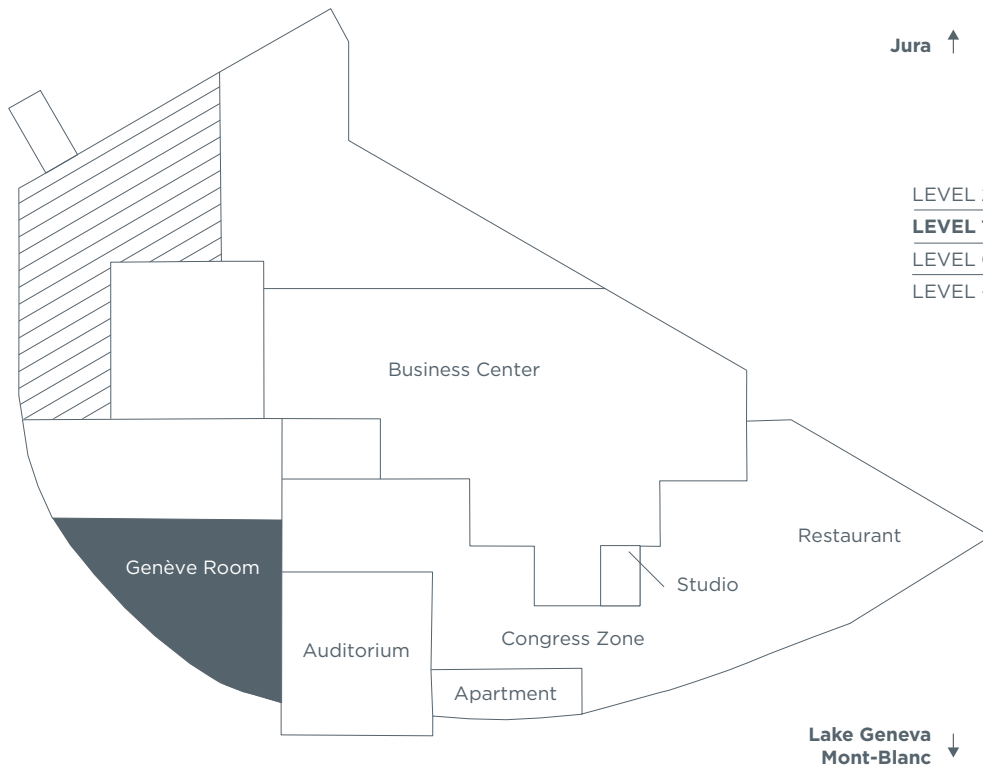 Jura
LEVEL
LEVEL
LEVEL
LEVEL
Business Center
Restaurant
Genève Room
Studio
Congress Zone
Auditorium
Apartment
Lake Geneva
Mont-Blanc